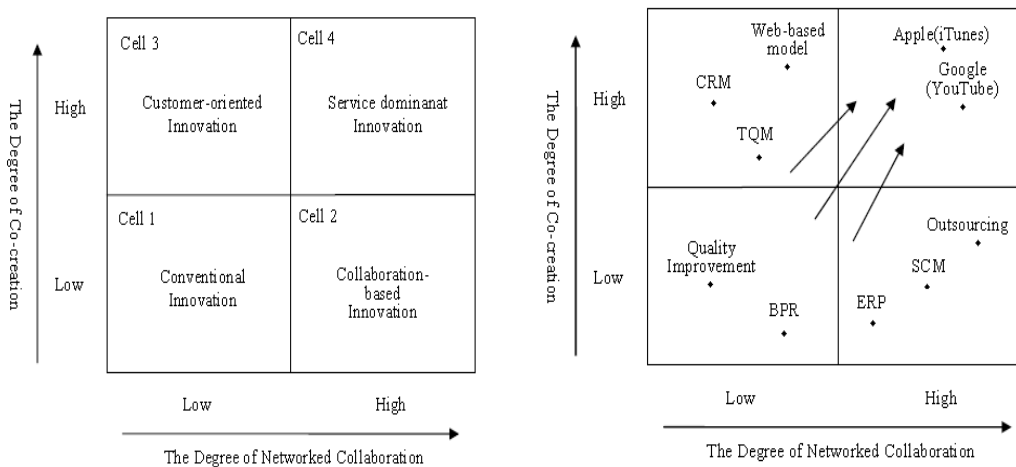 Cell 3
Customer-oriented
Innovation
Cell 4
Service dominanat
Innovation
Cell 1
Conventional
Innovation
Cell 2
Collaboration-
based
Innovation
The Degree of Co-creation
High
Low
Low
High
The Degree of Networked Collaboration
Web-based
model
CRM
TQM
Apple(iTunes)
Google
(YouTube)
Quality
Improvement
BPR
Outsourcing
SCM
ERP
The Degree of Co-creation
High
Low
Low
High
The Degree of Networked Collaboration